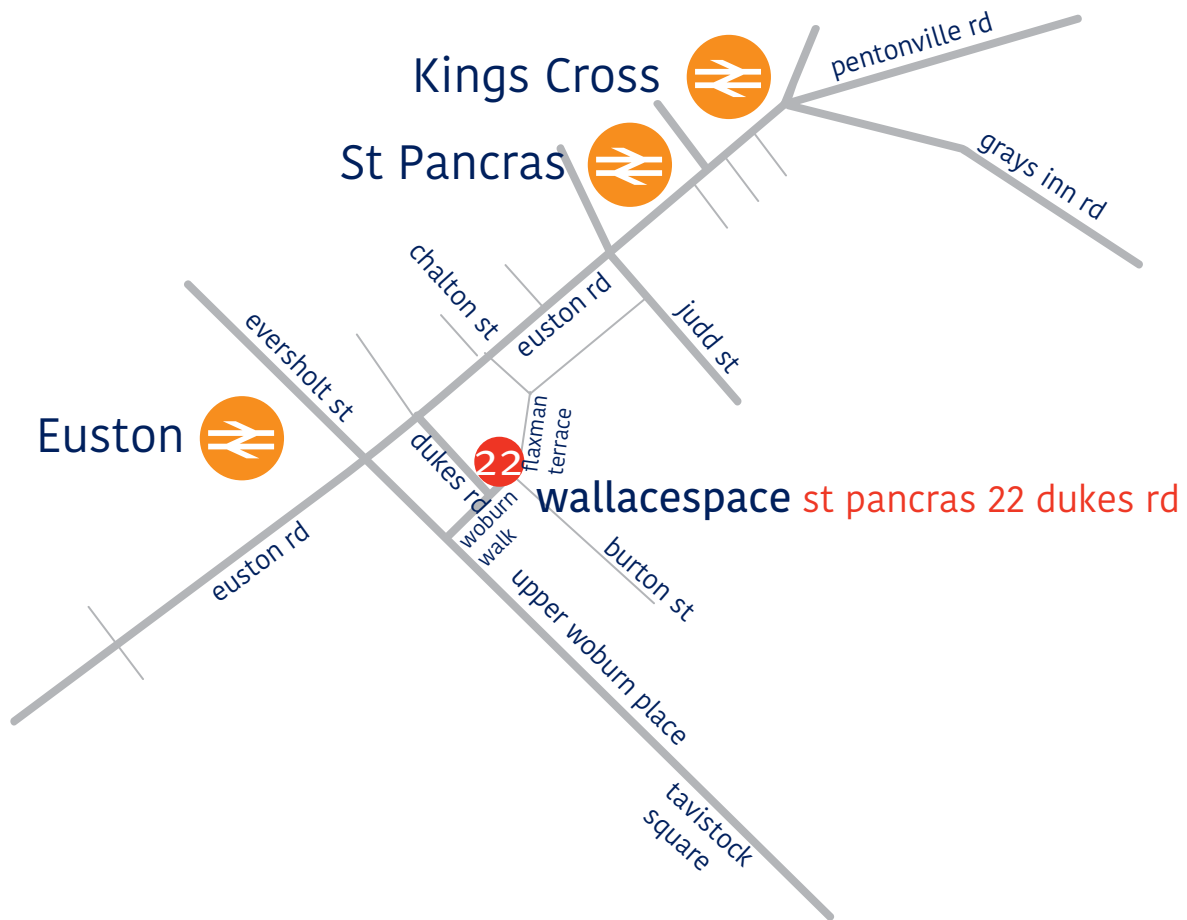 pentonville rd
Kings Cross
St Pancras
grays inn rd
chalton st
euston rd
judd st
eversholt st
Euston
dukes rd
22
flaxman
terrace
wallacespace st pancras 22 dukes rd
woburn
walk
burton st
euston rd
upper woburn place
tavistock
square